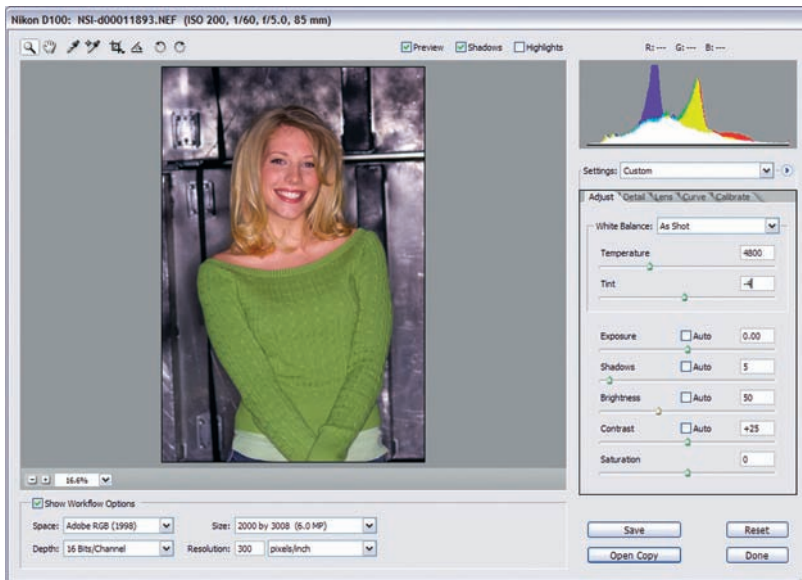 Nikon D100: NSI-d00011893.NEF (ISO 200, 1/60, f/5.0, 85 mm)
Preview Shadows Highlights
R: --- G: --- B: ---
Settings: Custom
Adjust Detail Lens Curve Calibrate
White Balance: As Shot
Temperature 4800
Tint -4
Exposure Auto 0.00
Shadows Auto 5
Brightness Auto 50
Contrast Auto +25
Saturation 0
16.6%
Show Workflow Options
Space: Adobe RGB (1998) Size: 2000 by 3008 (6.0 MP)
Depth: 16 Bits/Channel Resolution: 300 pixels/inch
Save Reset
Open Copy Done